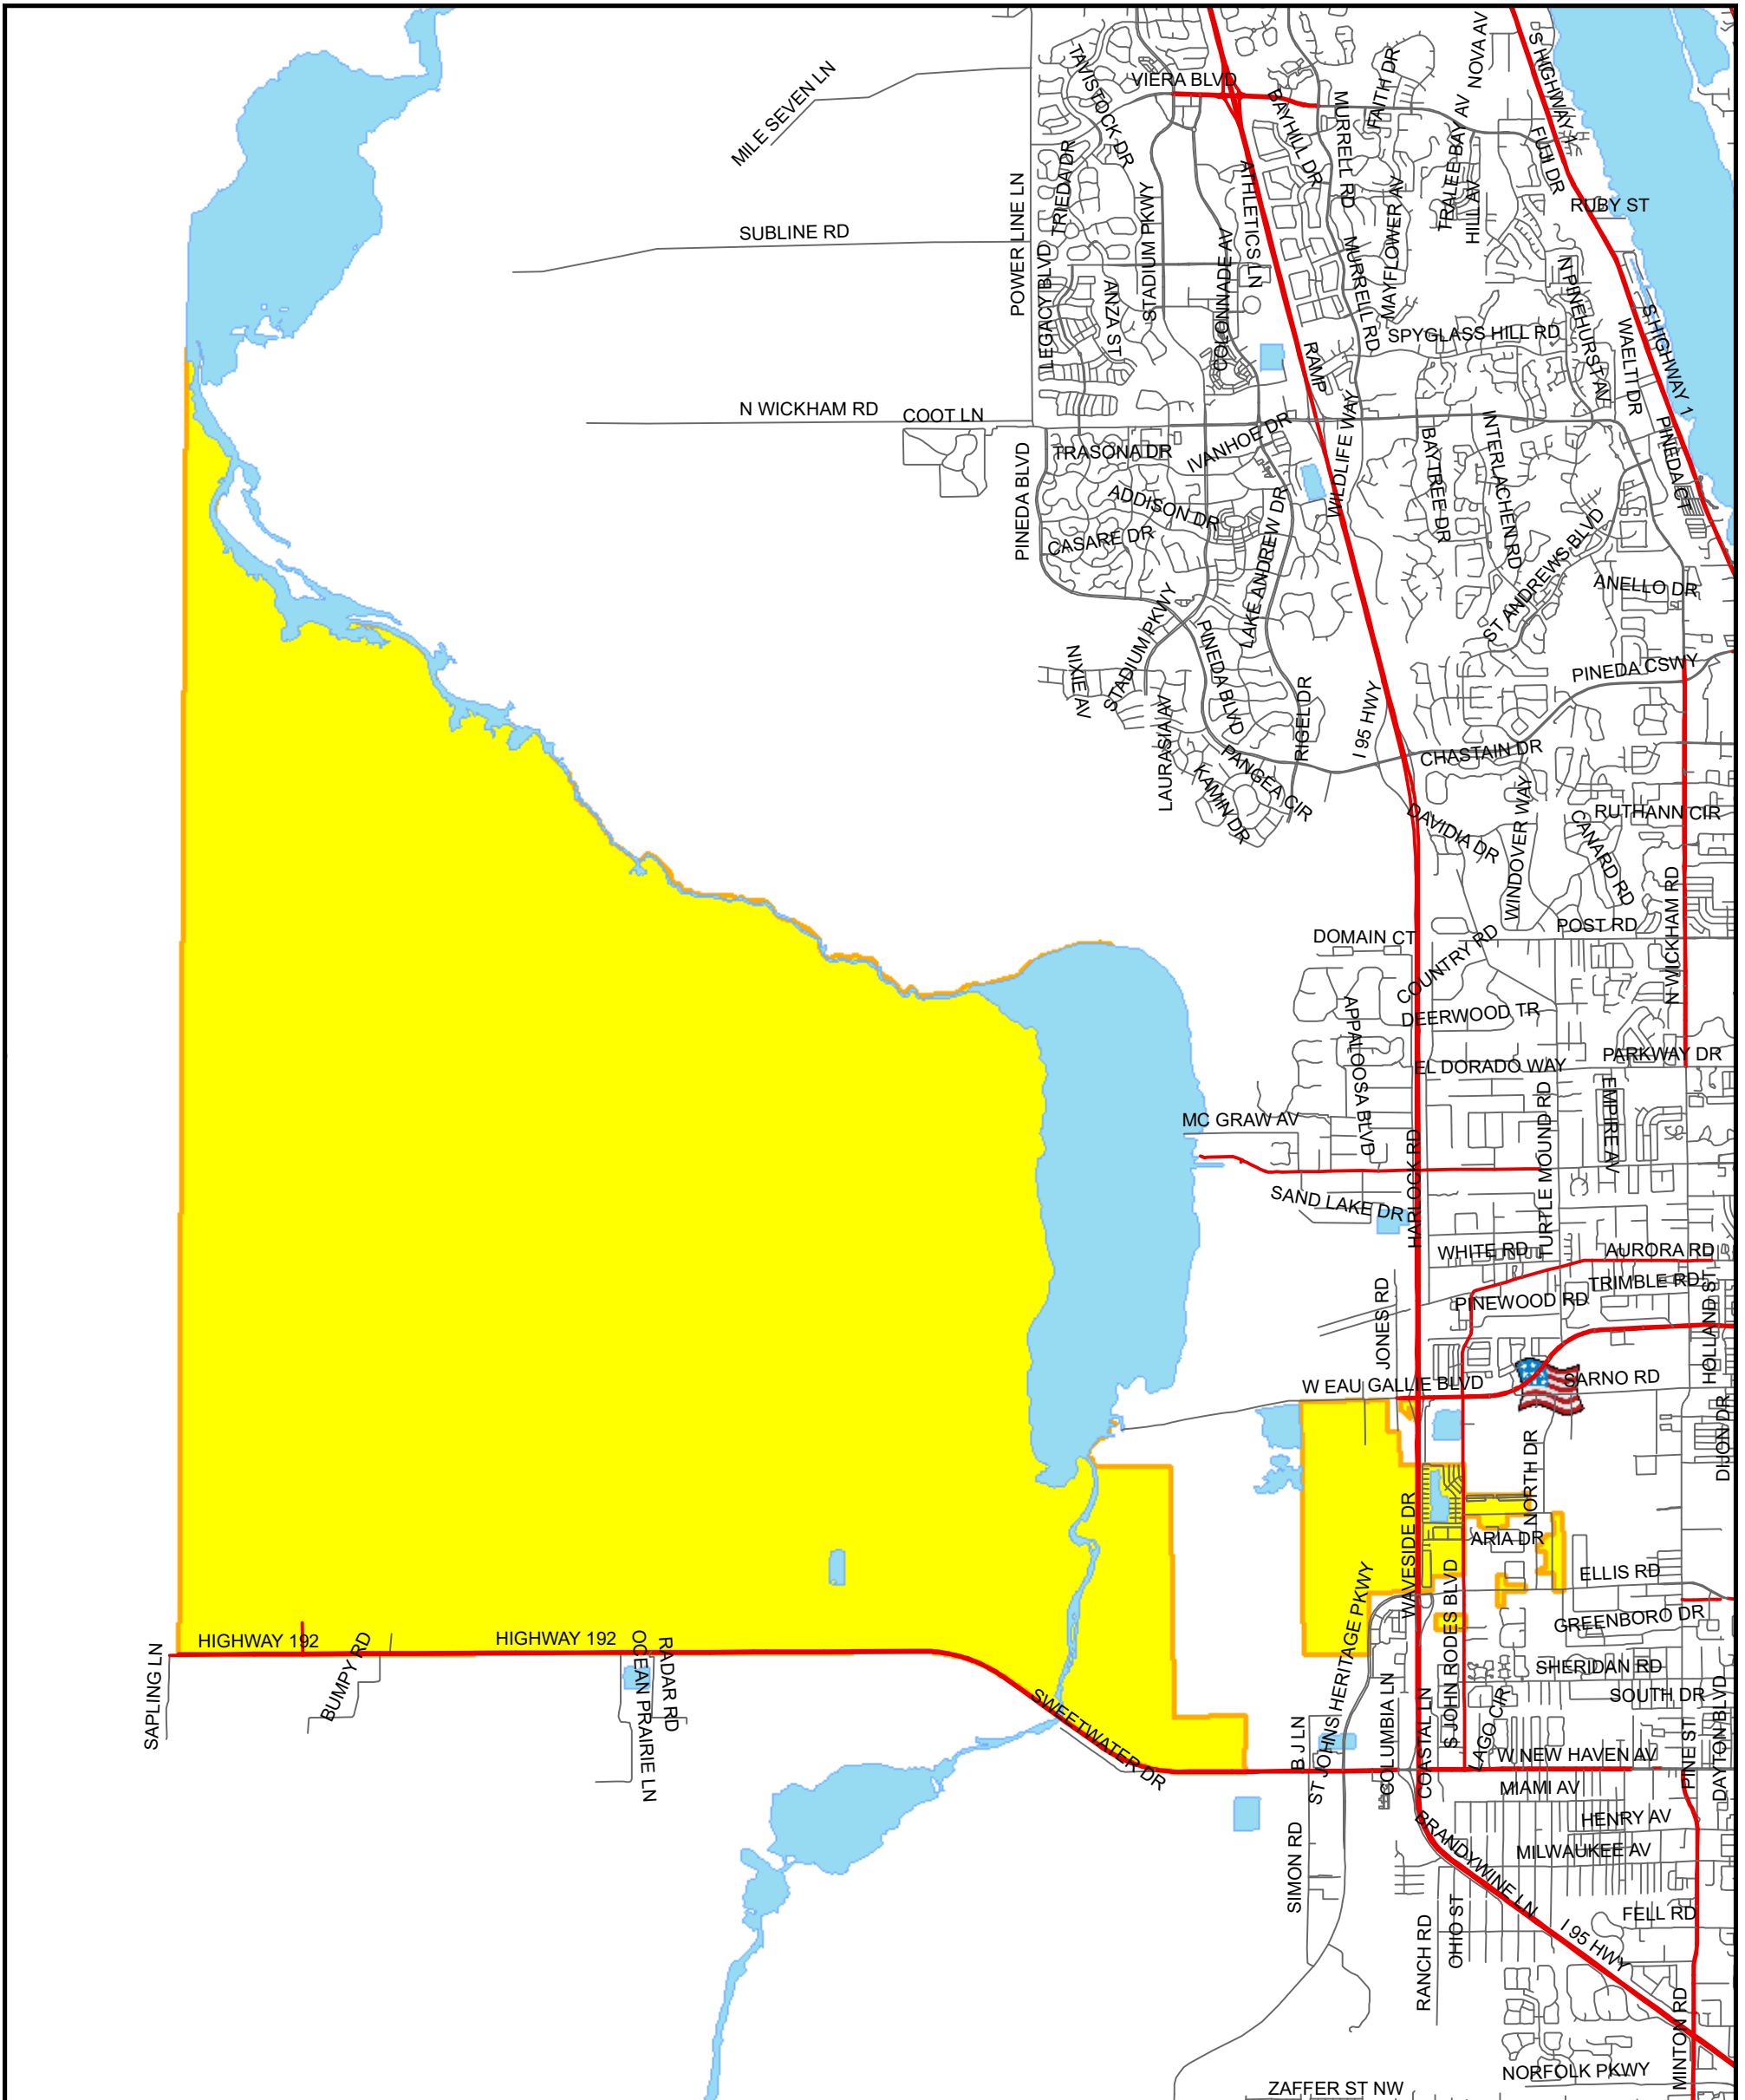 NOVA AV
S HIGHWAY 1
TAVISTOCK DR
MILE SEVEN LN
VIERA BLVD
FAITH DR
BAYHILL DR
MURRELL RD
TRALEE BAY AV
FUJI DR
HILL AV
RUBY ST
POWER LINE LN
TRIEDA DR
STADIUM PKWY
ATHLETICS LN
MAYFLOWER AV
SUBLINE RD
LEGACY BLVD
ANZA ST
COLONNADE AV
MURRELL RD
N PINEHURST AV
SPYGLASS HILL RD
WAELTI DR
S HIGHWAY 1
RAMP
N WICKHAM RD
COOT LN
PINEDA BLVD
TRASONA DR
IVANHOE DR
WILDLIFE WAY
BAYTREE DR
INTERLACHEN RD
PINEDA CT
ADDISON DR
CASARE DR
LAKE ANDREW DR
ST ANDREWS BLVD
ANELLO DR
NIXIE AV
STADIUM PKWY
PINEDA BLVD
PINEDA CSWY
LAURASIA AV
RIGEL DR
I 95 HWY
CHASTAIN DR
PANGEA CIR
KAMIN DR
DAVIDIA DR
WINDOVER WAY
CANARD RD
RUTHANN CIR
N WICKHAM RD
POST RD
DOMAIN CT
COUNTRY RD
APPALOOSA BLVD
DEERWOOD TR
EL DORADO WAY
PARKWAY DR
EMPIRE AV
MC GRAW AV
HARLOCK RD
TURTLE MOUND RD
SAND LAKE DR
WHITE RD
AURORA RD
TRIMBLE RD
PINEWOOD RD
JONES RD
HOLLAND ST
W EAU GALLIE BLVD
SARNO RD
DIJON DR
NORTH DR
WAVESIDE DR
ARIA DR
ELLIS RD
S JOHN RODES BLVD
GREENBORO DR
ST JOHNS HERITAGE PKWY
HIGHWAY 192
HIGHWAY 192
SAPLING LN
BUMPY RD
OCEAN PRAIRIE LN
RADAR RD
SWEETWATER DR
SHERIDAN RD
SOUTH DR
LAGO CIR
COLUMBIA LN
COASTAL LN
B J LN
W NEW HAVEN AV
PINE ST
DAYTON BLVD
MIAMI AV
HENRY AV
BRANDYWINE LN
MILWAUKEE AV
SIMON RD
FELL RD
RANCH RD
OHIO ST
I 95 HWY
MINTON RD
NORFOLK PKWY
ZAFFER ST NW